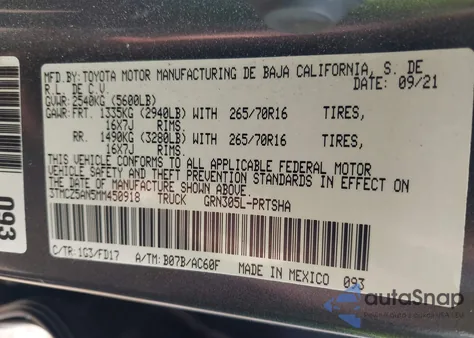 MFD.BY: TOYOTA MOTOR MANUFACTURING DE BAJA CALIFORNIA, S. DE
R.L. DE C.V. DATE: 09/21
GVWR: 2540KG (5600LB)
GAWR: FRT. 1335KG (2940LB) WITH 265/70R16 TIRES,
16X7J RIMS.
RR. 1490KG (3280LB) WITH 265/70R16 TIRES,
16X7J RIMS.
THIS VEHICLE CONFORMS TO ALL APPLICABLE FEDERAL MOTOR
VEHICLE SAFETY AND THEFT PREVENTION STANDARDS IN EFFECT ON
THE DATE OF MANUFACTURE SHOWN ABOVE.
3TMCZ5AN5MM450918 TRUCK GRN305L-PRTSHA
C/TR: 1G3/FD17 A/TM: B07B/AC60F MADE IN MEXICO 093
093
autoSnap